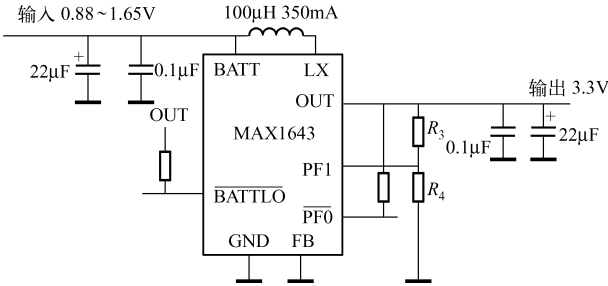 输入 0.88~1.65V
100μH 350mA
22μF
+
0.1μF
BATT
LX
OUT
输出 3.3V
OUT
MAX1643
R3
0.1μF
+
22μF
PF1
BATTLO
R4
PF0
GND
FB